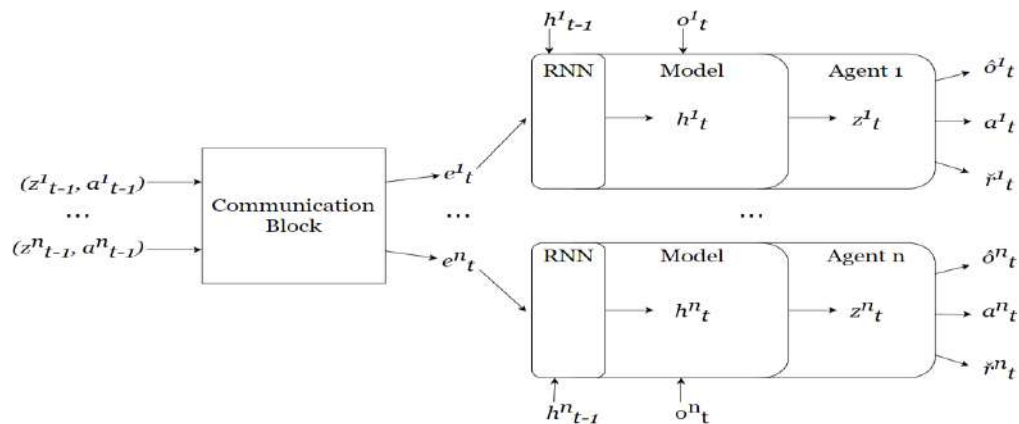 h¹t-1 o¹t
RNN Model Agent 1 ô¹t
h¹t z¹t a¹t
(z¹t-1, a¹t-1) e¹t ř¹t
... Communication ... ...
Block
(zⁿt-1, aⁿt-1) eⁿt RNN Model Agent n ôⁿt
hⁿt zⁿt aⁿt
řⁿt
hⁿt-1 oⁿt